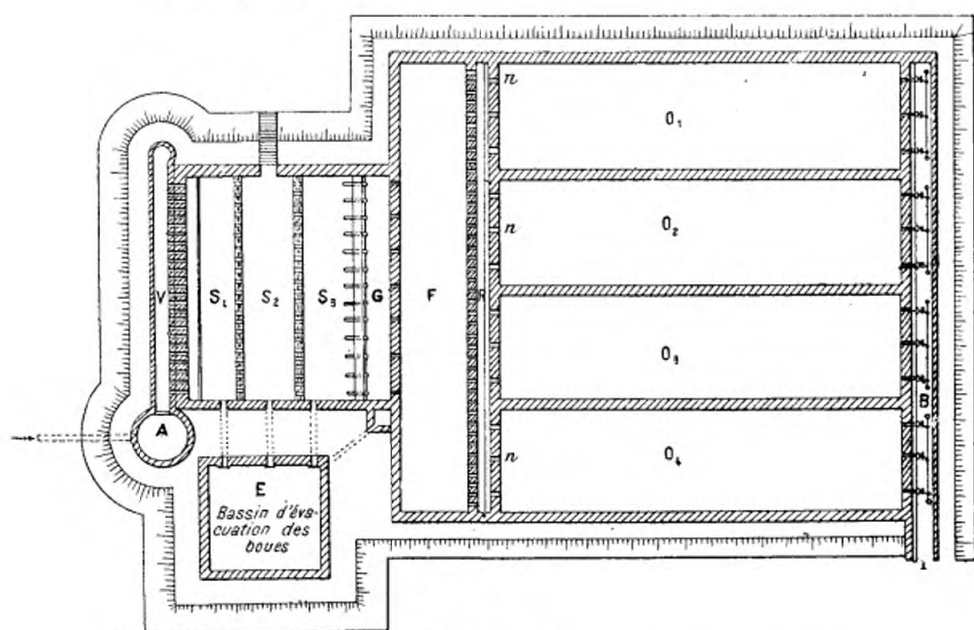 n
O₁
n
O₂
V
S₁
S₂
S₃
G
F
R
O₃
B
A
n
O₄
E
Bassin d'éva-
cuation des
boues